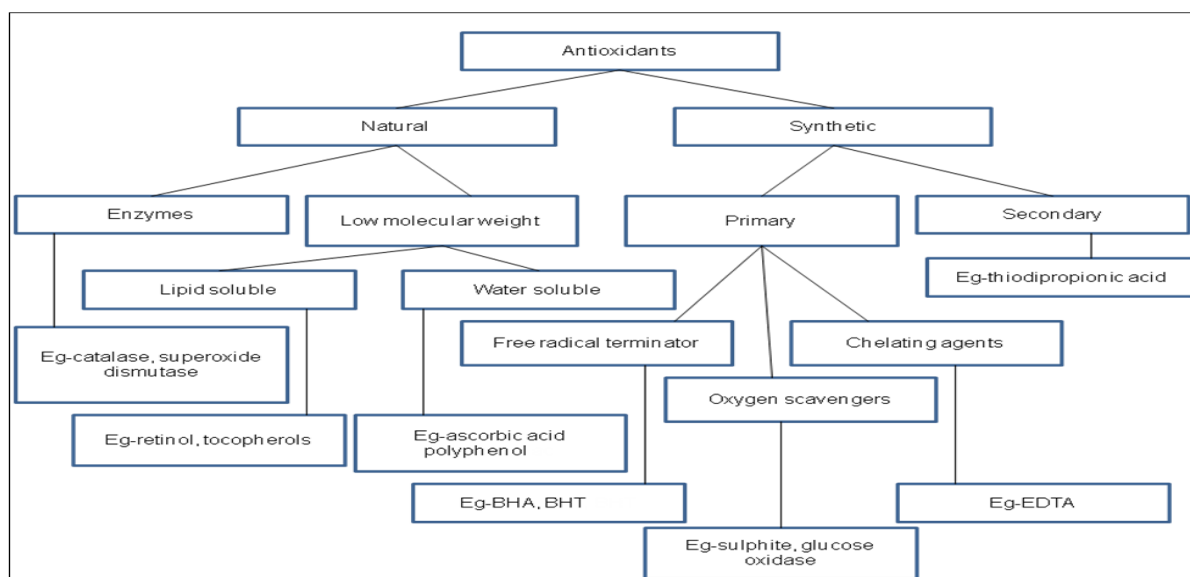 Antioxidants
Natural
Synthetic
Enzymes
Low molecular weight
Primary
Secondary
Lipid soluble
Water soluble
Eg-thiodipropionic acid
Free radical terminator
Chelating agents
Eg-catalase, superoxide
dismutase
Oxygen scavengers
Eg-retinol, tocopherols
Eg-ascorbic acid
polyphenol
Eg-BHA, BHT
Eg-EDTA
Eg-sulphite, glucose
oxidase